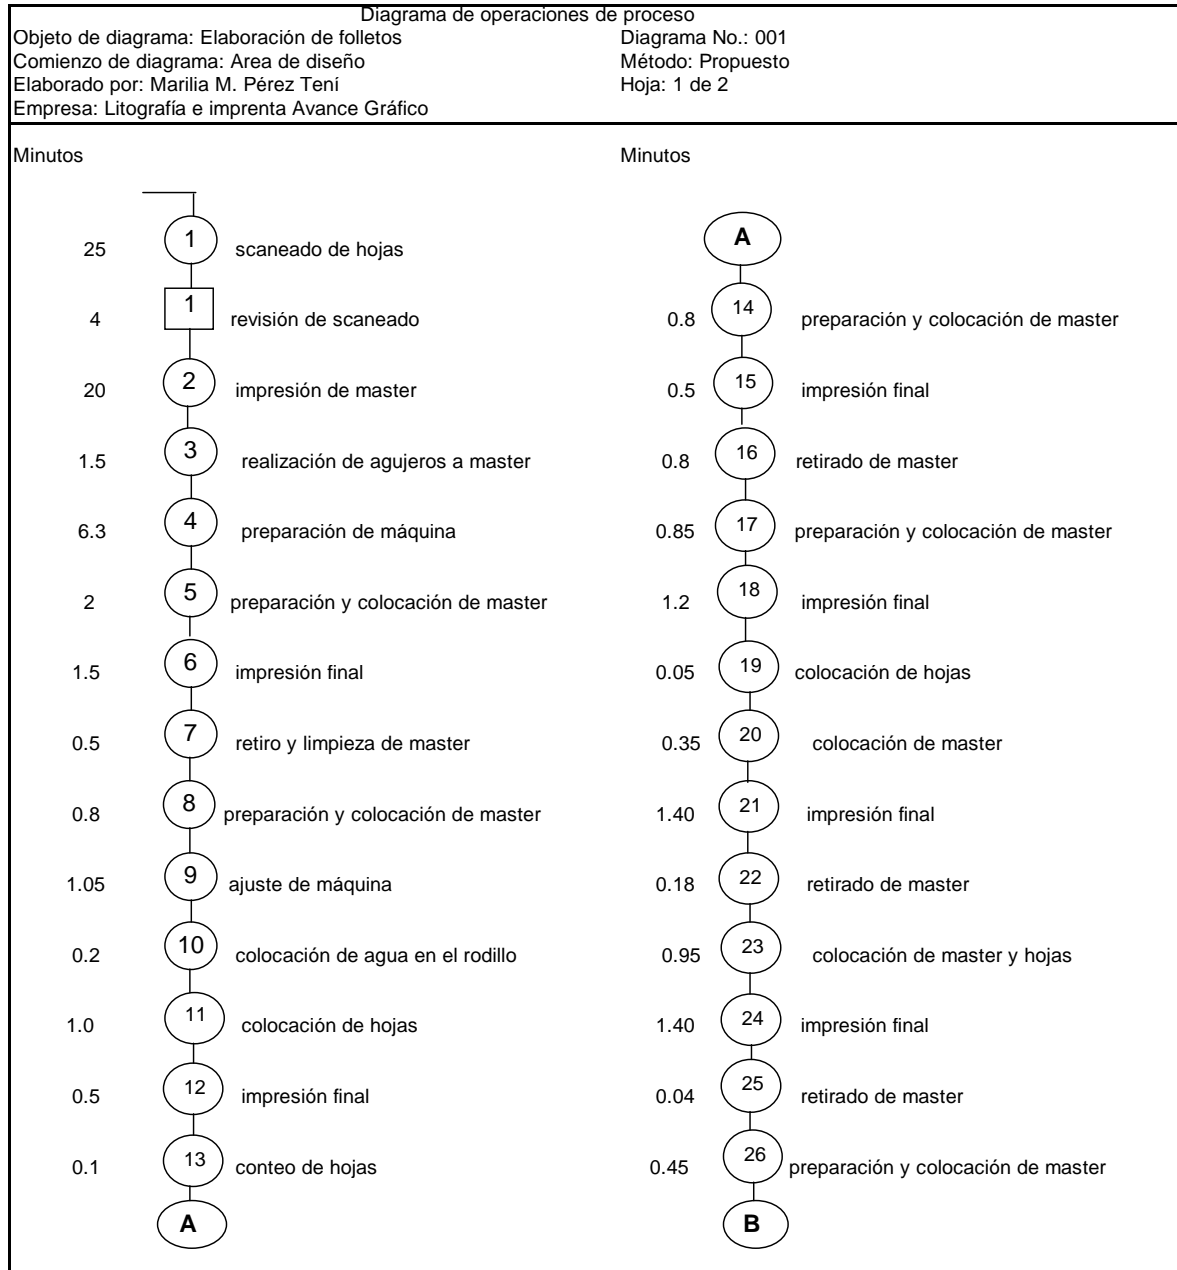 Diagrama de operaciones de proceso
Objeto de diagrama: Elaboración de folletos Diagrama No.: 001
Comienzo de diagrama: Area de diseño Método: Propuesto
Elaborado por: Marilia M. Pérez Tení Hoja: 1 de 2
Empresa: Litografía e imprenta Avance Gráfico
Minutos
25 1 scaneado de hojas
4 1 revisión de scaneado
20 2 impresión de master
1.5 3 realización de agujeros a master
6.3 4 preparación de máquina
2 5 preparación y colocación de master
1.5 6 impresión final
0.5 7 retiro y limpieza de master
0.8 8 preparación y colocación de master
1.05 9 ajuste de máquina
0.2 10 colocación de agua en el rodillo
1.0 11 colocación de hojas
0.5 12 impresión final
0.1 13 conteo de hojas
A
Minutos
A
0.8 14 preparación y colocación de master
0.5 15 impresión final
0.8 16 retirado de master
0.85 17 preparación y colocación de master
1.2 18 impresión final
0.05 19 colocación de hojas
0.35 20 colocación de master
1.40 21 impresión final
0.18 22 retirado de master
0.95 23 colocación de master y hojas
1.40 24 impresión final
0.04 25 retirado de master
0.45 26 preparación y colocación de master
B